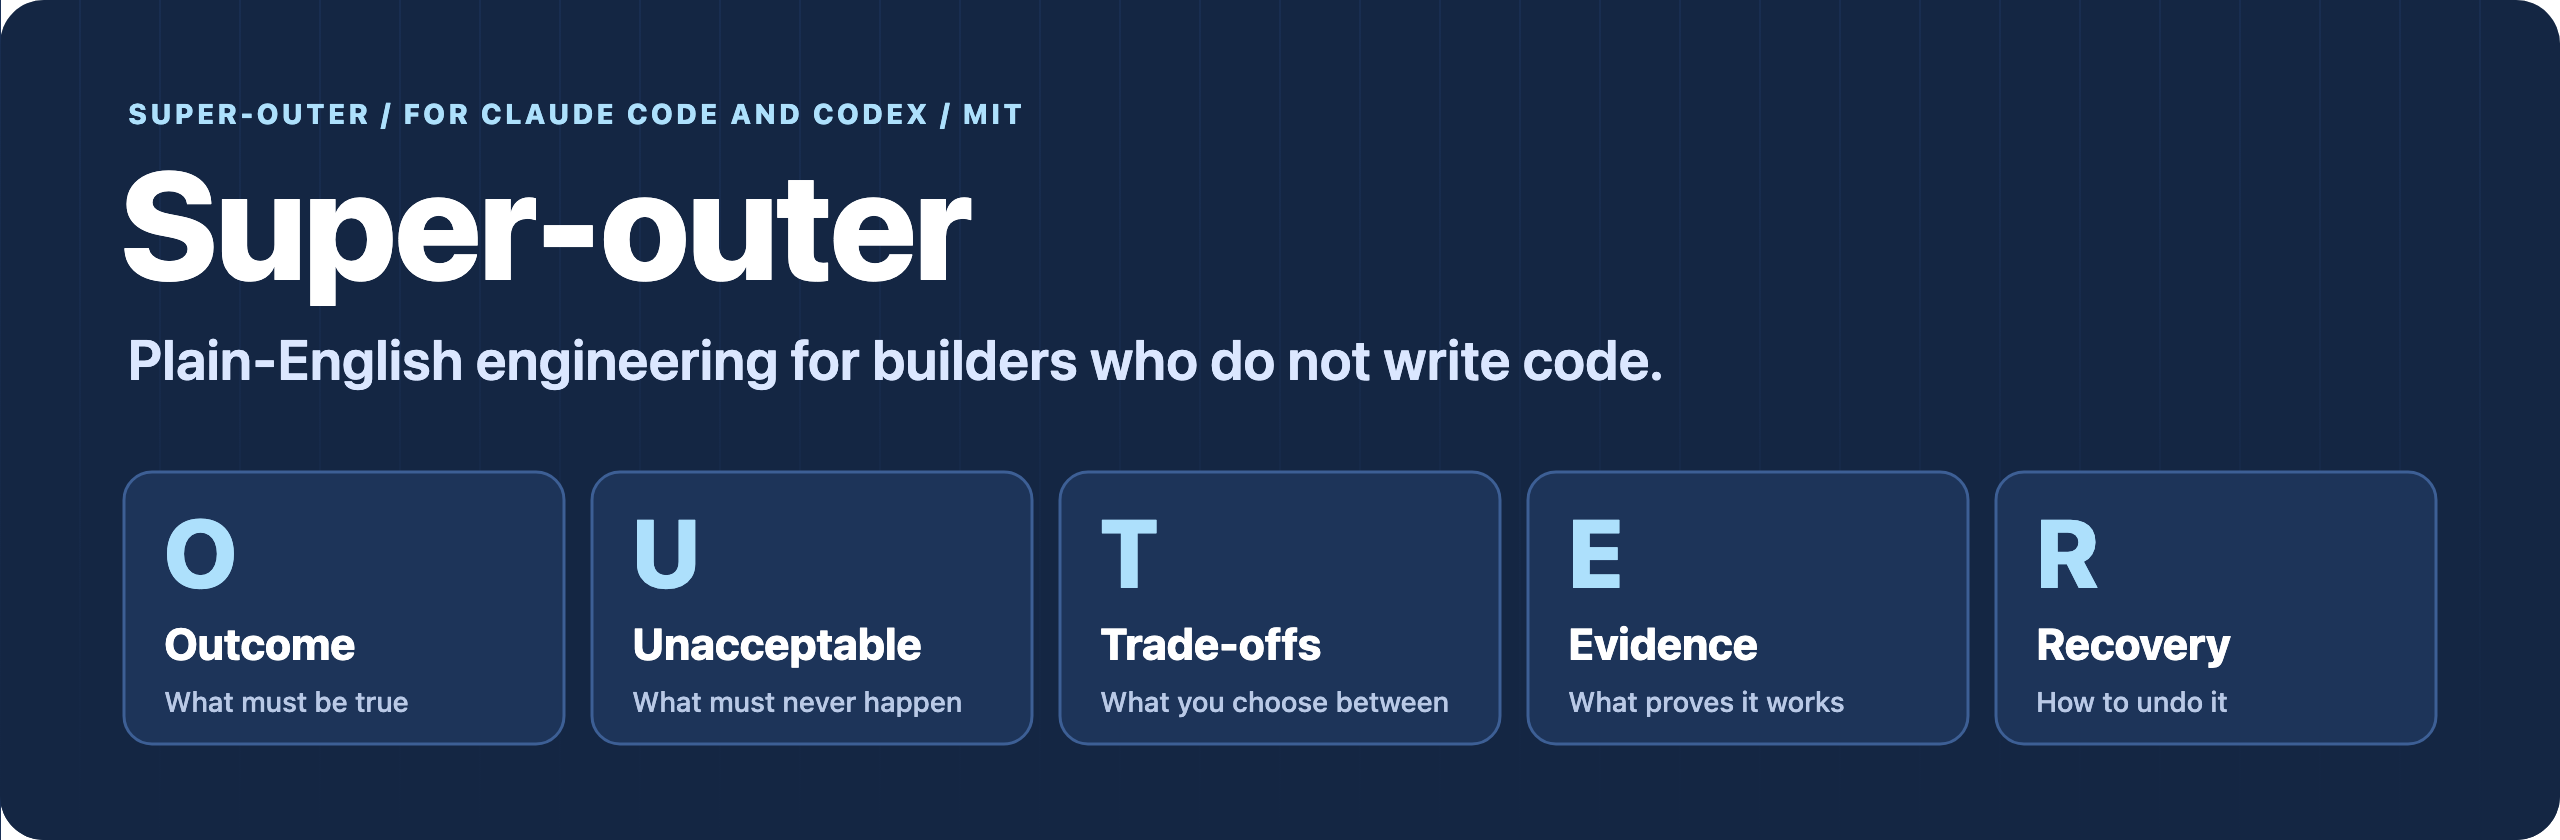 SUPER-OUTER / FOR CLAUDE CODE AND CODEX / MIT
Super-outer
Plain-English engineering for builders who do not write code.
O
Outcome
What must be true
U
Unacceptable
What must never happen
T
Trade-offs
What you choose between
E
Evidence
What proves it works
R
Recovery
How to undo it